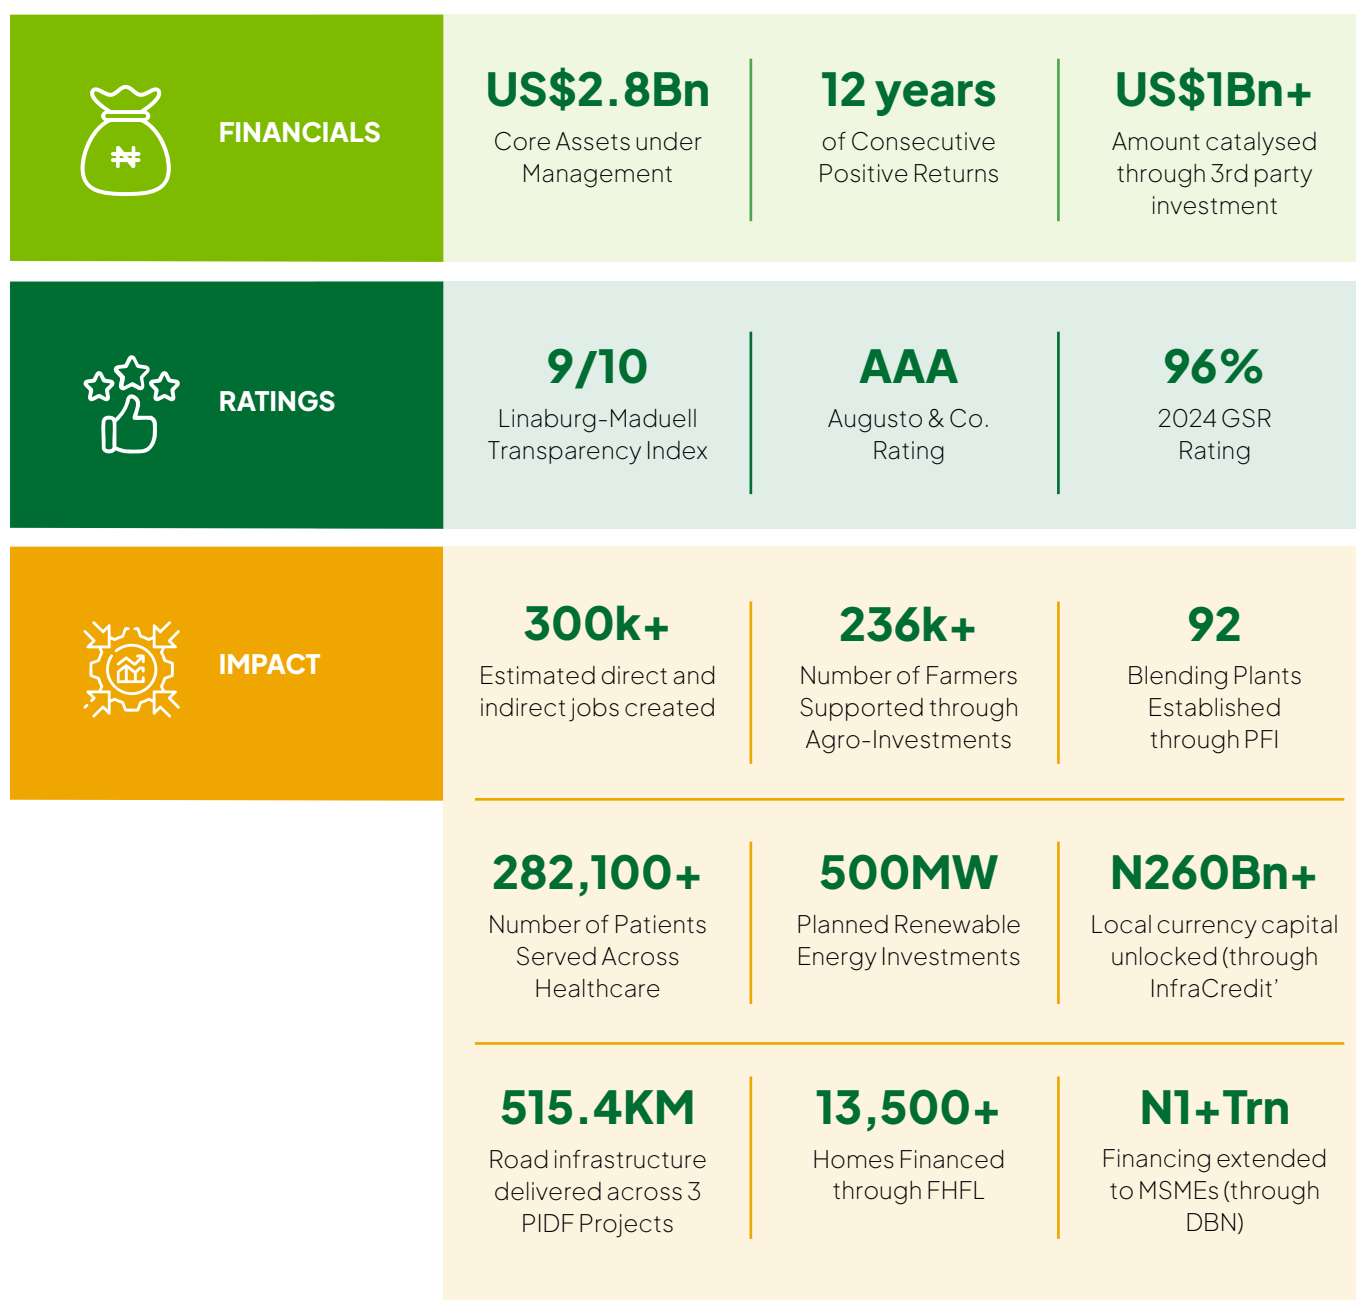 FINANCIALS
US$2.8Bn
Core Assets under
Management
12 years
of Consecutive
Positive Returns
US$1Bn+
Amount catalysed
through 3rd party
investment
RATINGS
9/10
Linaburg-Maduell
Transparency Index
AAA
Augusto & Co.
Rating
96%
2024 GSR
Rating
IMPACT
300k+
Estimated direct and
indirect jobs created
236k+
Number of Farmers
Supported through
Agro-Investments
92
Blending Plants
Established
through PFI
282,100+
Number of Patients
Served Across
Healthcare
500MW
Planned Renewable
Energy Investments
N260Bn+
Local currency capital
unlocked (through
InfraCredit’
515.4KM
Road infrastructure
delivered across 3
PIDF Projects
13,500+
Homes Financed
through FHFL
N1+Trn
Financing extended
to MSMEs (through
DBN)